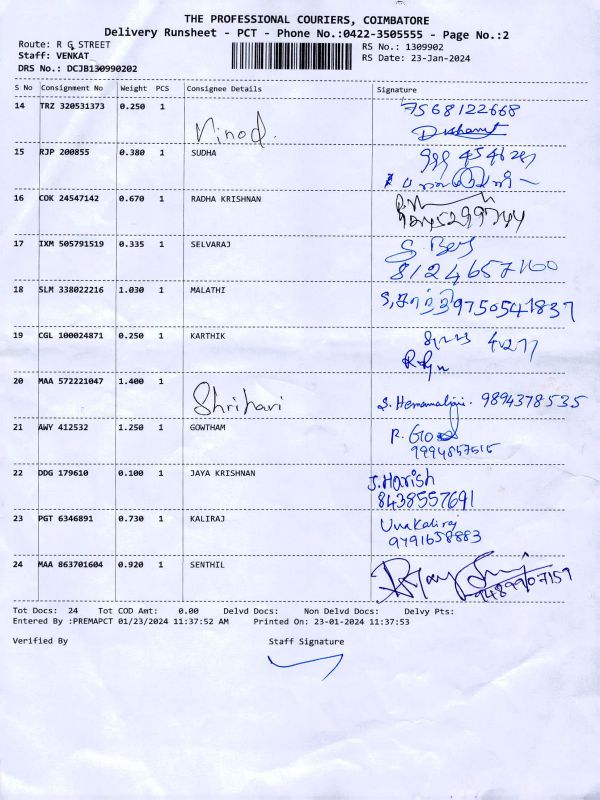 THE PROFESSIONAL COURIERS, COIMBATORE
Delivery Runsheet - PCT - Phone No.:0422-3505555 - Page No.:2
Route: R G STREET
RS No.: 1309902
Staff: VENKAT
RS Date: 23-Jan-2024
DRS No.: DCJB130990202
S No Consignment No Weight PCS Consignee Details Signature
14 TRZ 320531373 0.250 1 Vinod. 7568122668
15 RJP 200855 0.380 1 SUDHA
16 COK 24547142 0.670 1 RADHA KRISHNAN
17 IXM 505791519 0.335 1 SELVARAJ
8124657160
18 SLM 338022216 1.030 1 MALATHI 9750541837
19 CGL 100024871 0.250 1 KARTHIK
20 MAA 572221047 1.400 1 Shrihari S. Hemamalini. 9894378535
21 AWY 412532 1.250 1 GOWTHAM
9994857515
22 DDG 179610 0.100 1 JAYA KRISHNAN J. Harish
8438557691
23 PGT 6346891 0.730 1 KALIRAJ
9791658883
24 MAA 863701604 0.920 1 SENTHIL
9489907159
Tot Docs: 24 Tot COD Amt: 0.00 Delvd Docs: Non Delvd Docs: Delvy Pts:
Entered By :PREMAPCT 01/23/2024 11:37:52 AM Printed On: 23-01-2024 11:37:53
Verified By Staff Signature